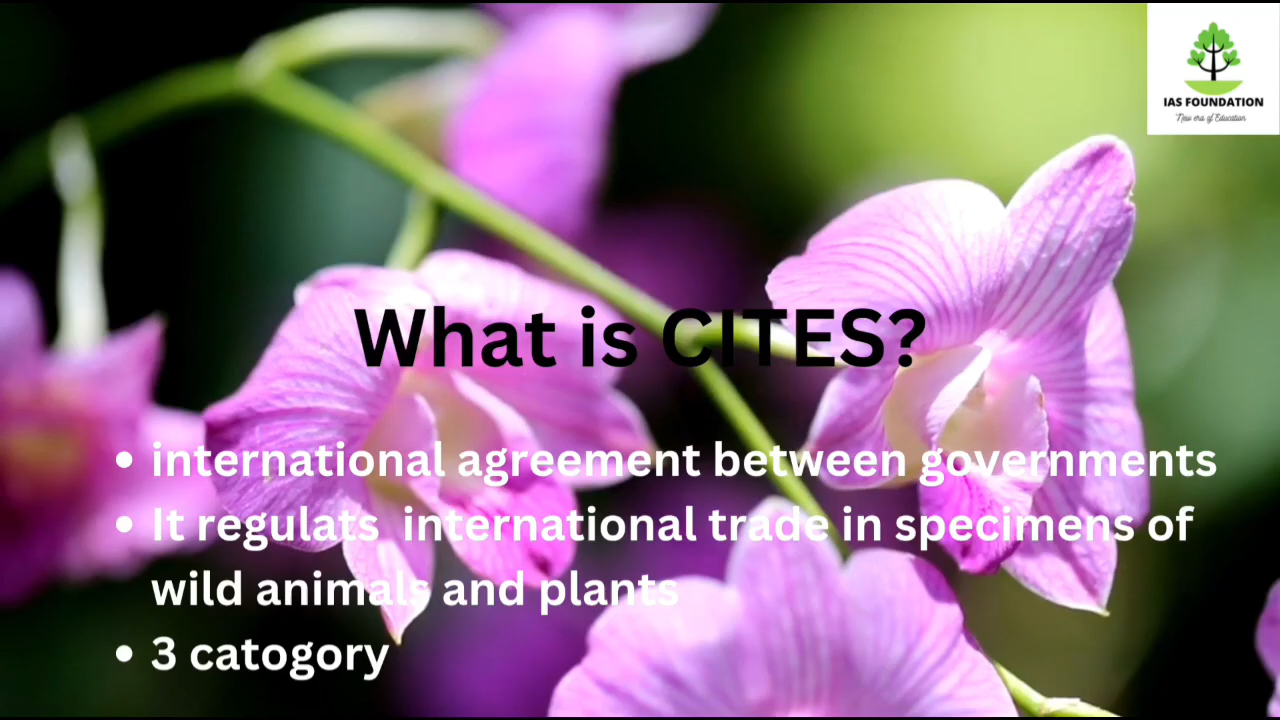 IAS FOUNDATION
New era of Education
What is CITES?
• international agreement between governments
• It regulats international trade in specimens of
wild animals and plants
• 3 catogory